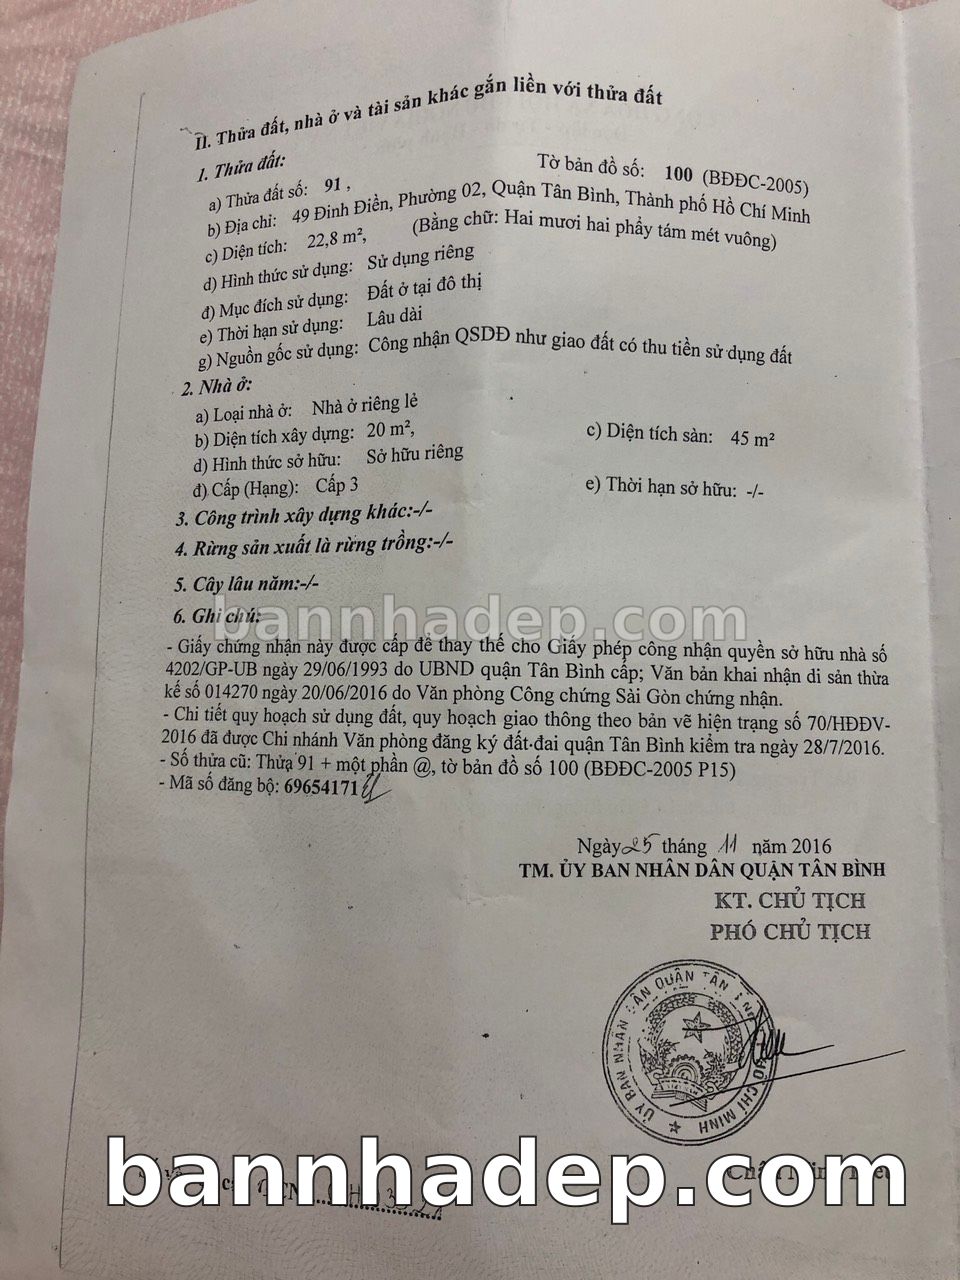 II. Thửa đất, nhà ở và tài sản khác gắn liền với thửa đất
1. Thửa đất:
a) Thửa đất số: 91 , Tờ bản đồ số: 100 (BĐĐC-2005)
b) Địa chỉ: 49 Đinh Điền, Phường 02, Quận Tân Bình, Thành phố Hồ Chí Minh
c) Diện tích: 22,8 m², (Bằng chữ: Hai mươi hai phẩy tám mét vuông)
d) Hình thức sử dụng: Sử dụng riêng
đ) Mục đích sử dụng: Đất ở tại đô thị
e) Thời hạn sử dụng: Lâu dài
g) Nguồn gốc sử dụng: Công nhận QSDĐ như giao đất có thu tiền sử dụng đất
2. Nhà ở:
a) Loại nhà ở: Nhà ở riêng lẻ
b) Diện tích xây dựng: 20 m², c) Diện tích sàn: 45 m²
d) Hình thức sở hữu: Sở hữu riêng
đ) Cấp (Hạng): Cấp 3 e) Thời hạn sở hữu: -/-
3. Công trình xây dựng khác:-/-
4. Rừng sản xuất là rừng trồng:-/-
5. Cây lâu năm:-/-
6. Ghi chú:
bannhadep.com
- Giấy chứng nhận này được cấp để thay thế cho Giấy phép công nhận quyền sở hữu nhà số
4202/GP-UB ngày 29/06/1993 do UBND quận Tân Bình cấp; Văn bản khai nhận di sản thừa
kế số 014270 ngày 20/06/2016 do Văn phòng Công chứng Sài Gòn chứng nhận.
- Chi tiết quy hoạch sử dụng đất, quy hoạch giao thông theo bản vẽ hiện trạng số 70/HĐĐV-
2016 đã được Chi nhánh Văn phòng đăng ký đất đai quận Tân Bình kiểm tra ngày 28/7/2016.
- Số thửa cũ: Thửa 91 + một phần @, tờ bản đồ số 100 (BĐĐC-2005 P15)
- Mã số đăng bộ: 69654171
Ngày 25 tháng 11 năm 2016
TM. ỦY BAN NHÂN DÂN QUẬN TÂN BÌNH
KT. CHỦ TỊCH
PHÓ CHỦ TỊCH
ỦY BAN NHÂN DÂN QUẬN TÂN
HỒ CHÍ MINH
bannhadep.com